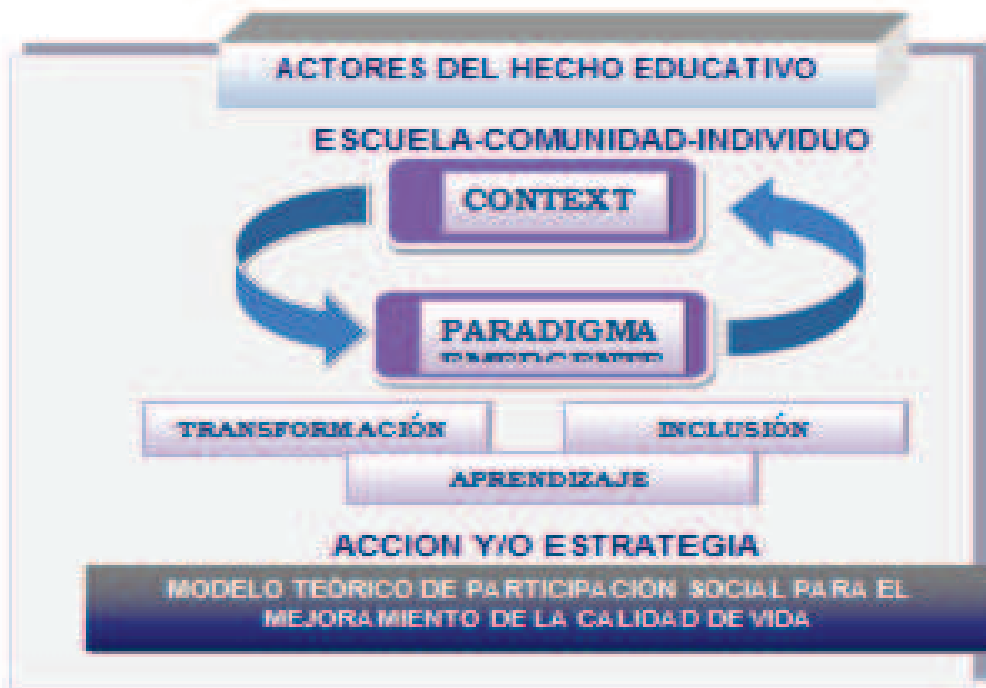 ACTORES DEL HECHO EDUCATIVO
ESCUELA-COMUNIDAD-INDIVIDUO
CONTEXT
PARADIGMA
TRANSFORMACIÓN
INCLUSIÓN
APRENDIZAJE
ACCION Y/O ESTRATEGIA
MODELO TEÓRICO DE PARTICIPACIÓN SOCIAL PARA EL
MEJORAMIENTO DE LA CALIDAD DE VIDA